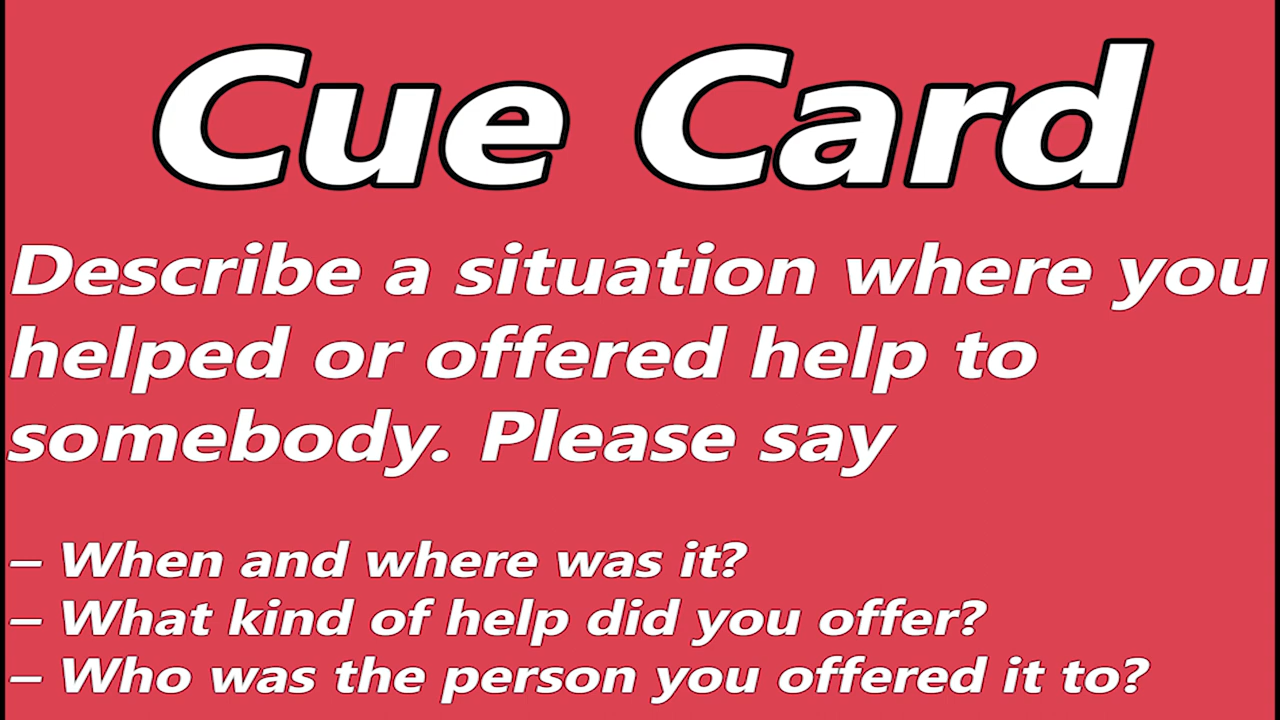 Cue Card
Describe a situation where you
helped or offered help to
somebody. Please say
– When and where was it?
– What kind of help did you offer?
– Who was the person you offered it to?